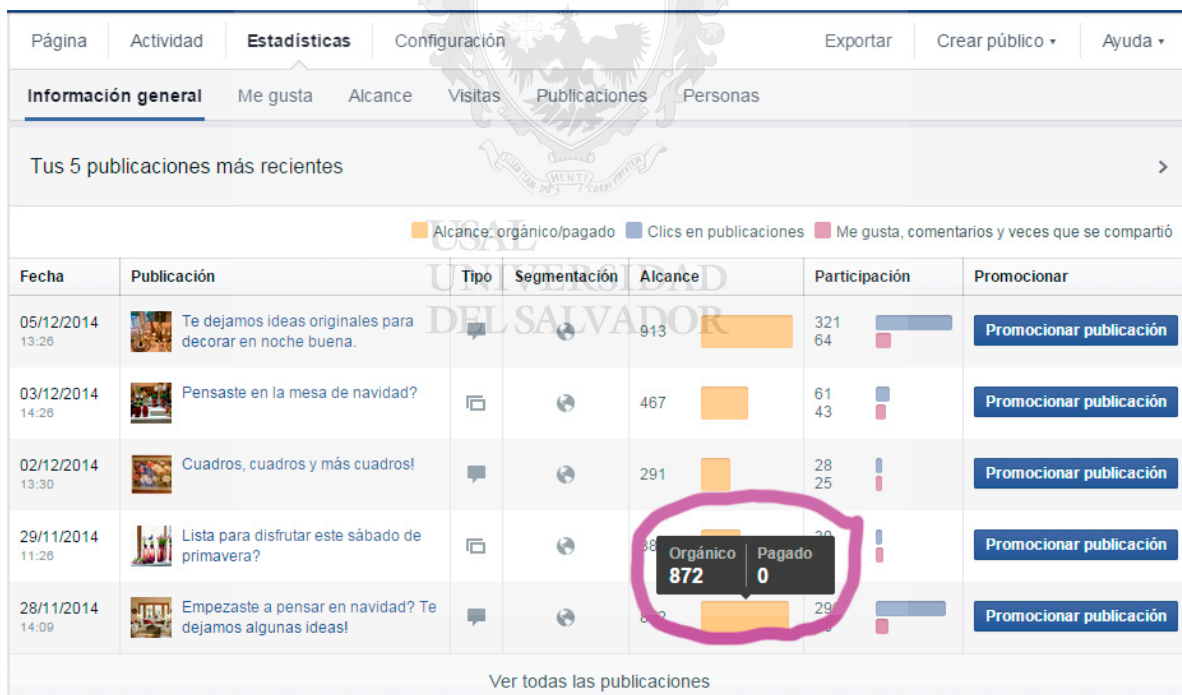 Página Actividad Estadísticas Configuración Exportar Crear público Ayuda
Información general Me gusta Alcance Visitas Publicaciones Personas
Tus 5 publicaciones más recientes
Alcance: orgánico/pagado Clics en publicaciones Me gusta, comentarios y veces que se compartió
USAL
UNIVERSIDAD
DEL SALVADOR
Fecha Publicación Tipo Segmentación Alcance Participación Promocionar
05/12/2014 Te dejamos ideas originales para 913 321 Promocionar publicación
13:26 decorar en noche buena. 64
03/12/2014 Pensaste en la mesa de navidad? 467 61 Promocionar publicación
14:26 43
02/12/2014 Cuadros, cuadros y más cuadros! 291 28 Promocionar publicación
13:30 25
29/11/2014 Lista para disfrutar este sábado de Promocionar publicación
11:26 primavera?
Orgánico Pagado
872 0
28/11/2014 Empezaste a pensar en navidad? Te Promocionar publicación
14:09 dejamos algunas ideas!
Ver todas las publicaciones